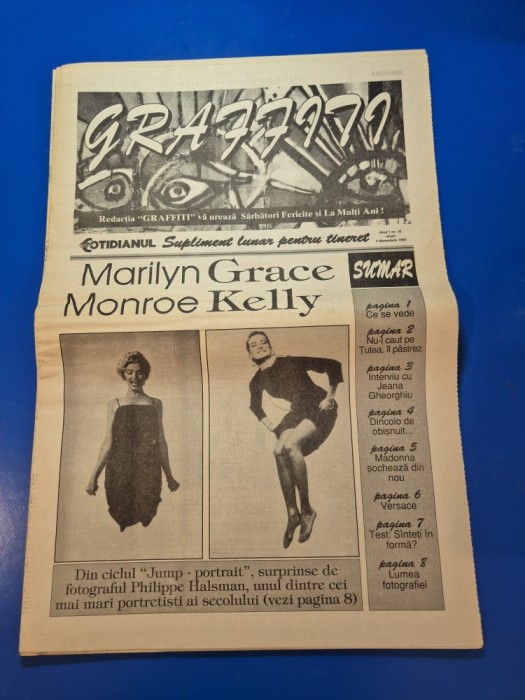 GRAFFITI
Redacția “GRAFFITI” vă urează Sărbători Fericite și La Mulți Ani !
COTIDIANUL Supliment lunar pentru tineret
Marilyn Grace
Monroe Kelly
SUMAR
pagina 1
Ce se vede
pagina 2
Nu-l caut pe
Țuțea, îl păstrez
pagina 3
Interviu cu
Jeana
Gheorghiu
pagina 4
Dincolo de
obișnuit...
pagina 5
Madonna
șochează din
nou
pagina 6
Versace
pagina 7
Test: Sînteți în
formă?
pagina 8
Lumea
fotografiei
Din ciclul “Jump - portrait”, surprinse de
fotograful Philippe Halsman, unul dintre cei
mai mari portretiști ai secolului (vezi pagina 8)